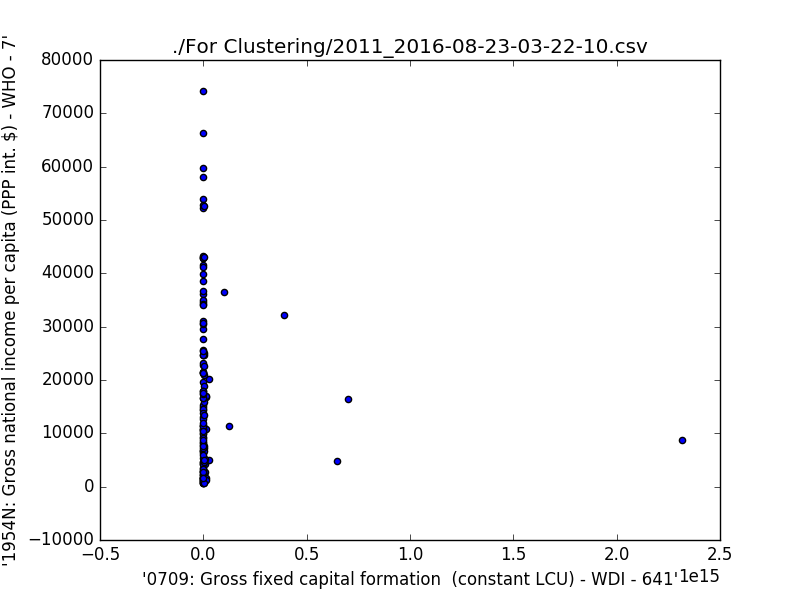 ./For Clustering/2011_2016-08-23-03-22-10.csv
80000
70000
60000
50000
40000
30000
20000
10000
0
−10000
'1954N: Gross national income per capita (PPP int. $) - WHO - 7'
−0.5 0.0 0.5 1.0 1.5 2.0 2.5
1e15
'0709: Gross fixed capital formation  (constant LCU) - WDI - 641'